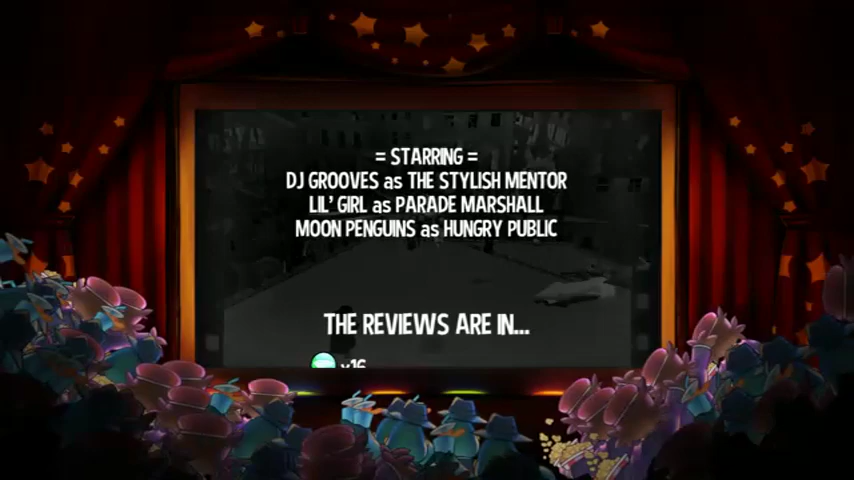 = STARRING =
DJ GROOVES as THE STYLISH MENTOR
LIL' GIRL as PARADE MARSHALL
MOON PENGUINS as HUNGRY PUBLIC
THE REVIEWS ARE IN...
x16